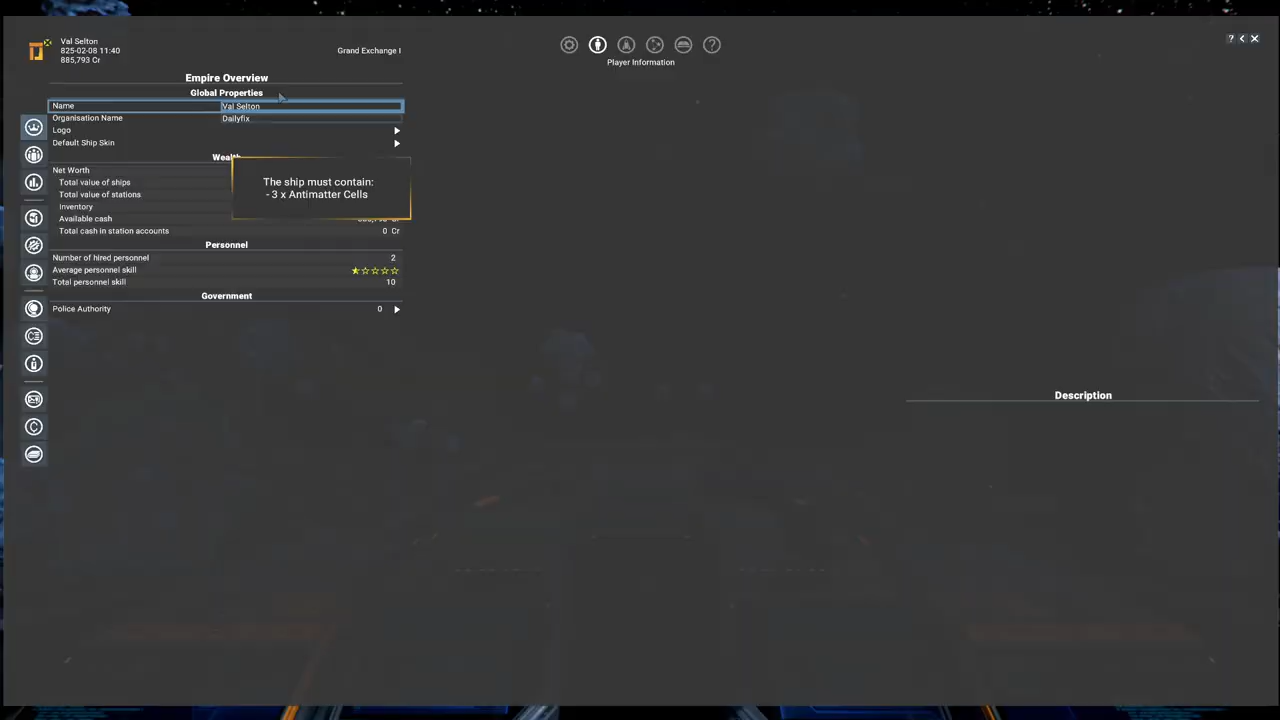 Val Selton
825-02-08 11:40
885,793 Cr
Grand Exchange I
Player Information
? < ×
Empire Overview
Global Properties
Name Val Selton
Organisation Name Dailyfix
Logo
Default Ship Skin
Wealth
Net Worth
Total value of ships
Total value of stations
Inventory
Available cash
Total cash in station accounts 0 Cr
The ship must contain:
- 3 x Antimatter Cells
Personnel
Number of hired personnel 2
Average personnel skill ★☆☆☆☆
Total personnel skill 10
Government
Police Authority 0
Description